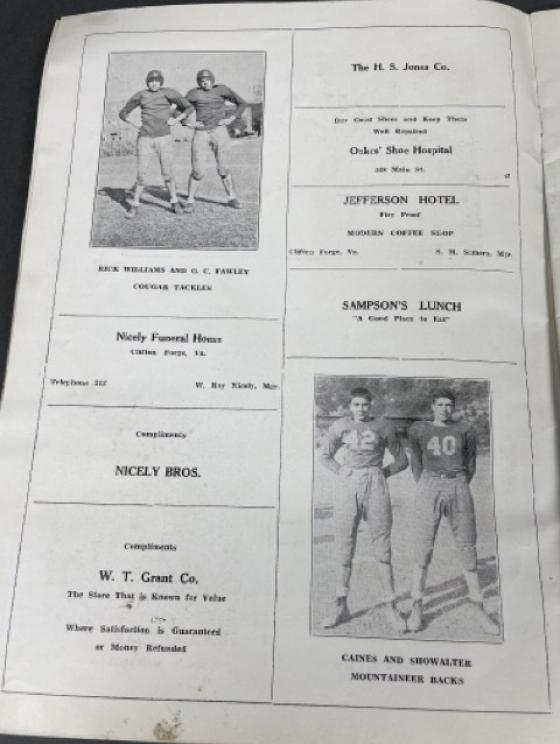 RICK WILLIAMS AND G. C. FAWLEY
COUGAR TACKLES
Nicely Funeral Home
Clifton Forge, Va.
Telephone 222
W. Roy Nicely, Mgr.
Compliments
NICELY BROS.
Compliments
W. T. Grant Co.
The Store That is Known for Value
Where Satisfaction is Guaranteed
or Money Refunded
The H. S. Jones Co.
Buy Good Shoes and Keep Them
Well Repaired
Oakes' Shoe Hospital
Main St.
JEFFERSON HOTEL
Fire Proof
MODERN COFFEE SHOP
Clifton Forge, Va.
S. M. Mgr.
SAMPSON'S LUNCH
"A Good Place to Eat"
42
40
CAINES AND SHOWALTER
MOUNTAINEER BACKS